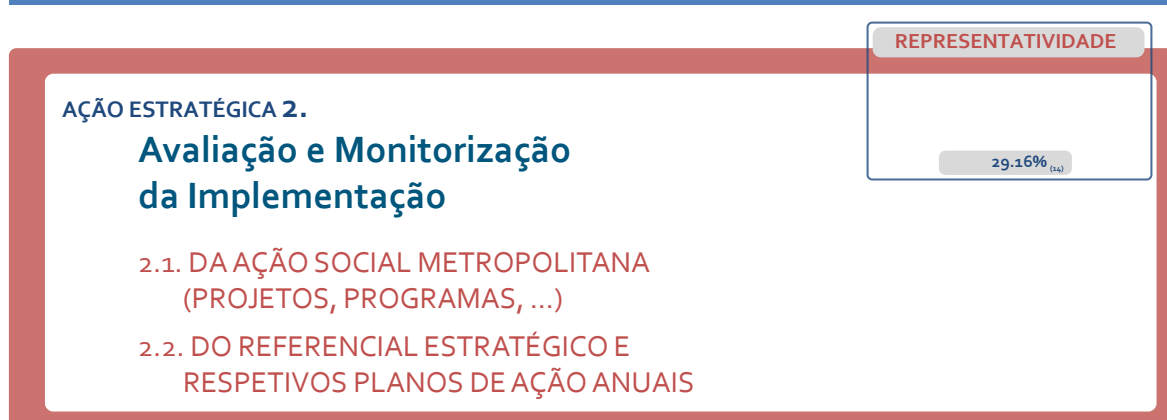 REPRESENTATIVIDADE
AÇÃO ESTRATÉGICA 2.
Avaliação e Monitorização
da Implementação
29.16% (14)
2.1. DA AÇÃO SOCIAL METROPOLITANA
(PROJETOS, PROGRAMAS, ...)
2.2. DO REFERENCIAL ESTRATÉGICO E
RESPETIVOS PLANOS DE AÇÃO ANUAIS